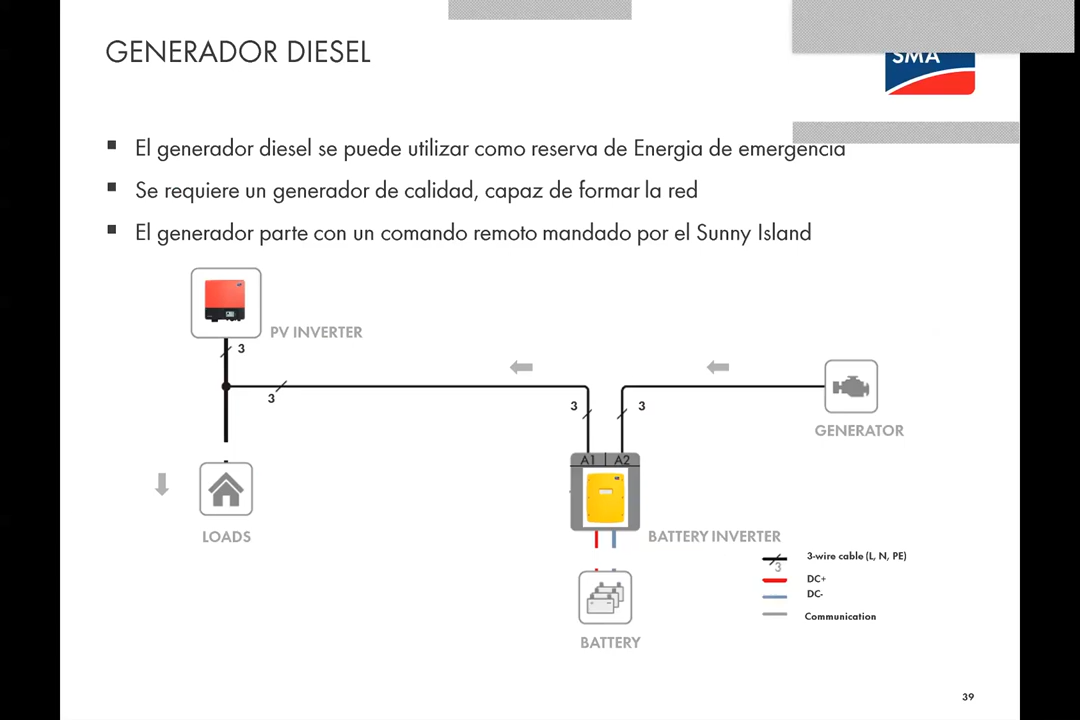 GENERADOR DIESEL
SMA
El generador diesel se puede utilizar como reserva de Energia de emergencia
Se requiere un generador de calidad, capaz de formar la red
El generador parte con un comando remoto mandado por el Sunny Island
PV INVERTER
3
3
3
3
GENERATOR
A1 A2
LOADS
BATTERY INVERTER
BATTERY
3-wire cable (L, N, PE)
3
DC+
DC-
Communication
39